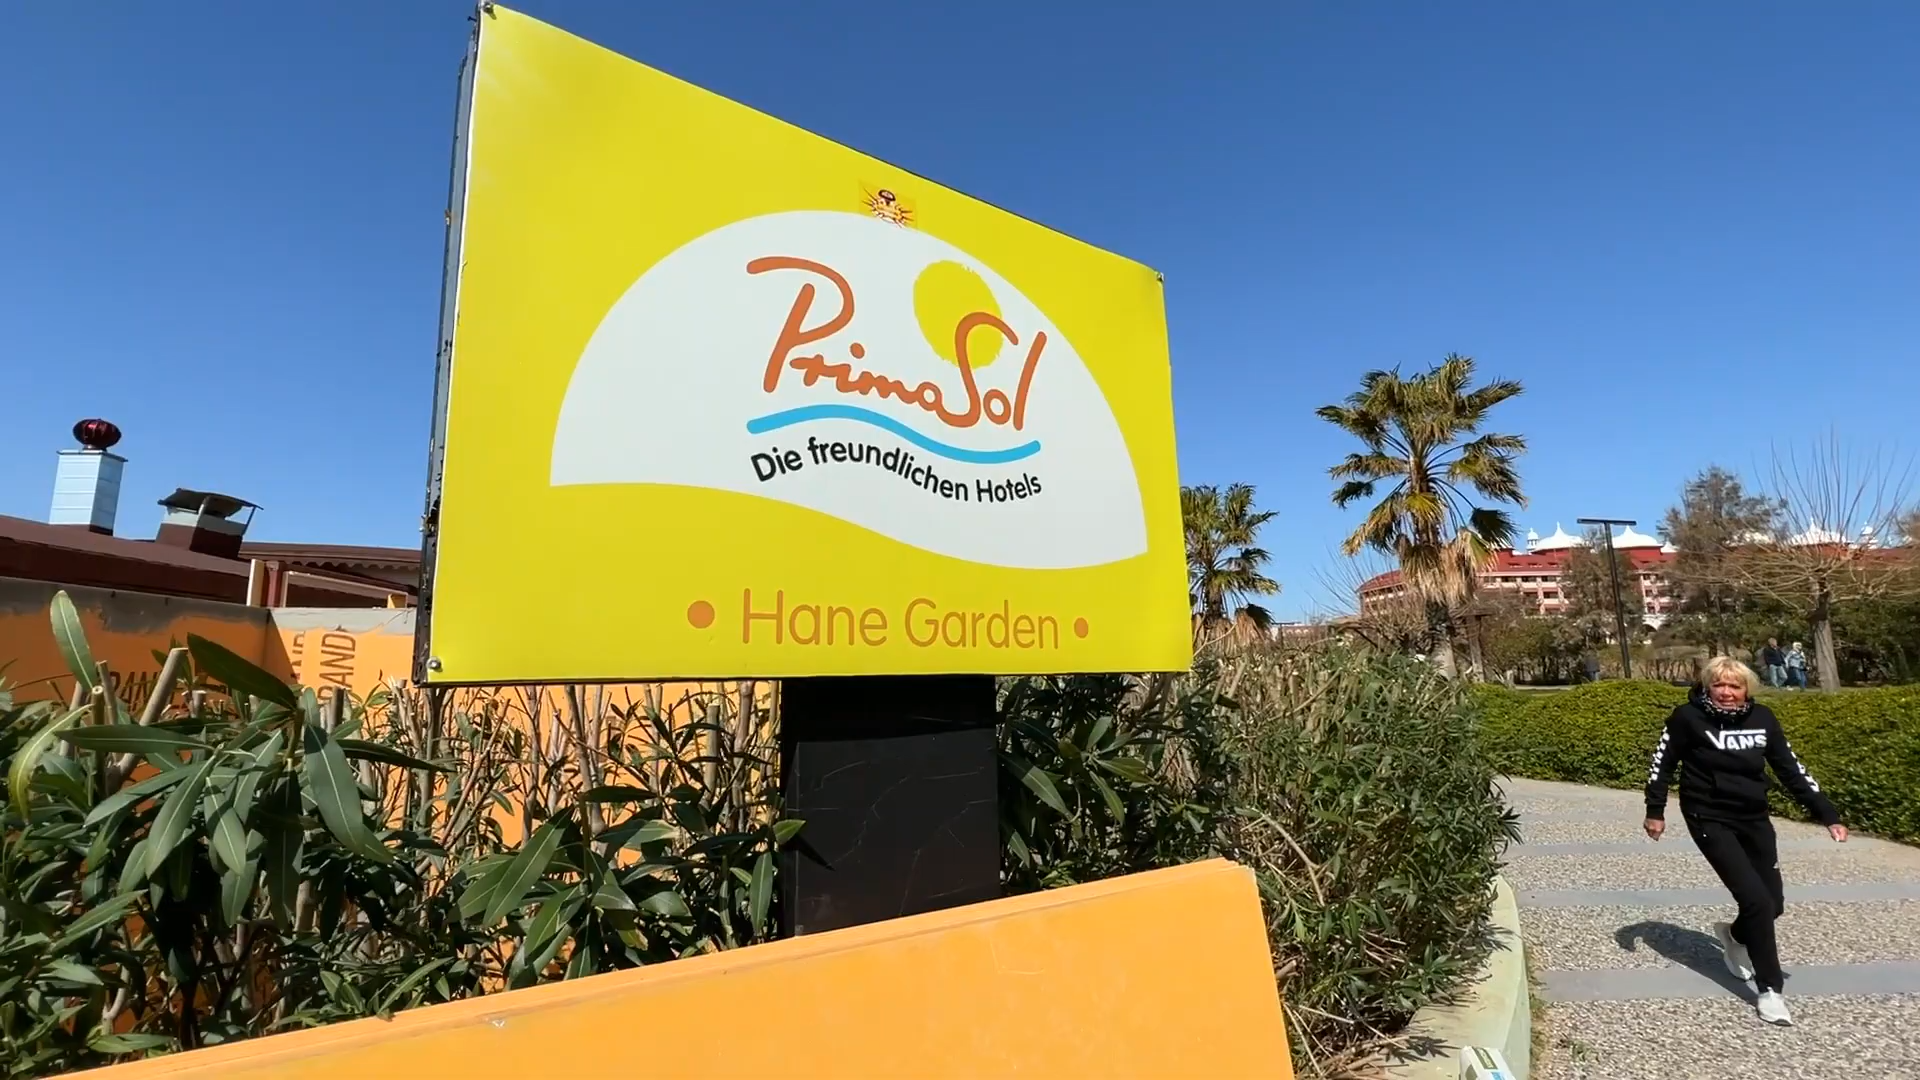 PrimaSol
Die freundlichen Hotels
• Hane Garden •
VANS